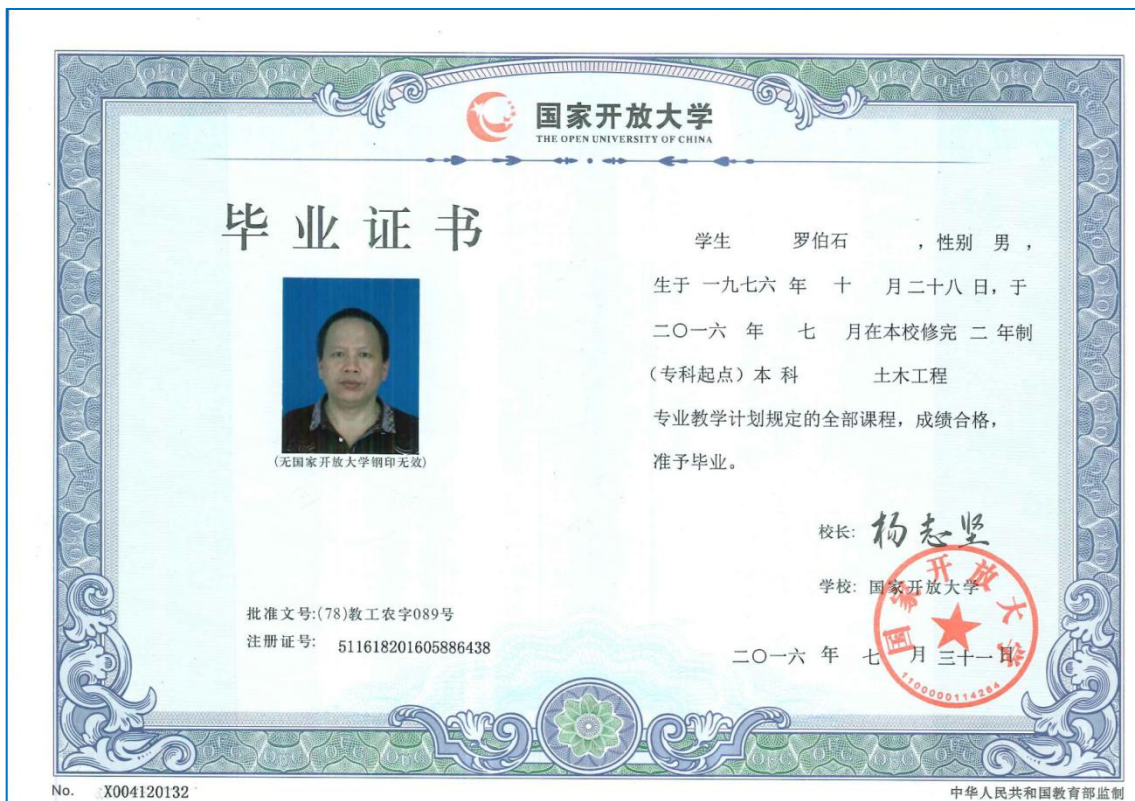 国家开放大学
THE OPEN UNIVERSITY OF CHINA
毕业证书
(无国家开放大学钢印无效)
批准文号:(78)教工农字089号
注册证号: 511618201605886438
学生 罗伯石 ，性别 男 ，
生于 一九七六 年 十 月 二十八 日，于
二〇一六 年 七 月在本校修完 二 年制
（专科起点）本 科 土木工程
专业教学计划规定的全部课程，成绩合格，
准予毕业。
校长: 杨志坚
学校: 国家开放大学
二〇一六 年 七 月 三十一 日
国家开放大学
1100000114264
No. X004120132
中华人民共和国教育部监制